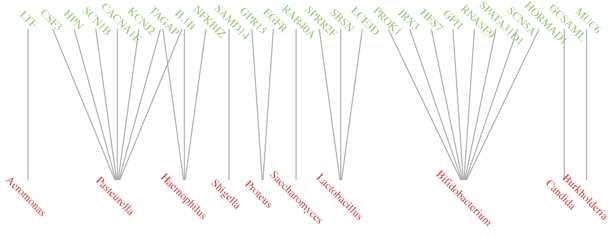 LTF
CSF3
HPN
SCN1B
CACNA1A
KCNJ2
TAGAP
IL1B
NFKBIZ
SAMD14
GPR15
EGFR
RAB40A
SPRR2F
SBSN
LCE3D
PROK1
IRX3
HES7
GFI1
RNASE9
SPATA31D1
SCN5A
HORMAD1
GCSAML
MUC6
Aeromonas
Pasteurella
Haemophilus
Shigella
Proteus
Saccharomyces
Lactobacillus
Bifidobacterium
Candida
Burkholderia